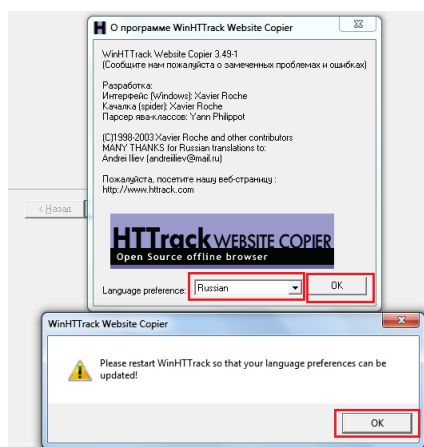 О программе WinHTTrack Website Copier
WinHTTrack Website Copier 3.49-1
(Сообщите нам пожалуйста о замеченных проблемах и ошибках)
Разработка:
Интерфейс (Windows): Xavier Roche
Качалка (spider): Xavier Roche
Парсер ява-классов: Yann Philippot
(C)1998-2003 Xavier Roche and other contributors
MANY THANKS for Russian translations to:
Andrei Iliev (andreiiliev@mail.ru)
Пожалуйста, посетите нашу веб-страницу :
http://www.httrack.com
< Назад
HTTrack WEBSITE COPIER
Open Source offline browser
Language preference: Russian OK
WinHTTrack Website Copier
Please restart WinHTTrack so that your language preferences can be
updated!
OK